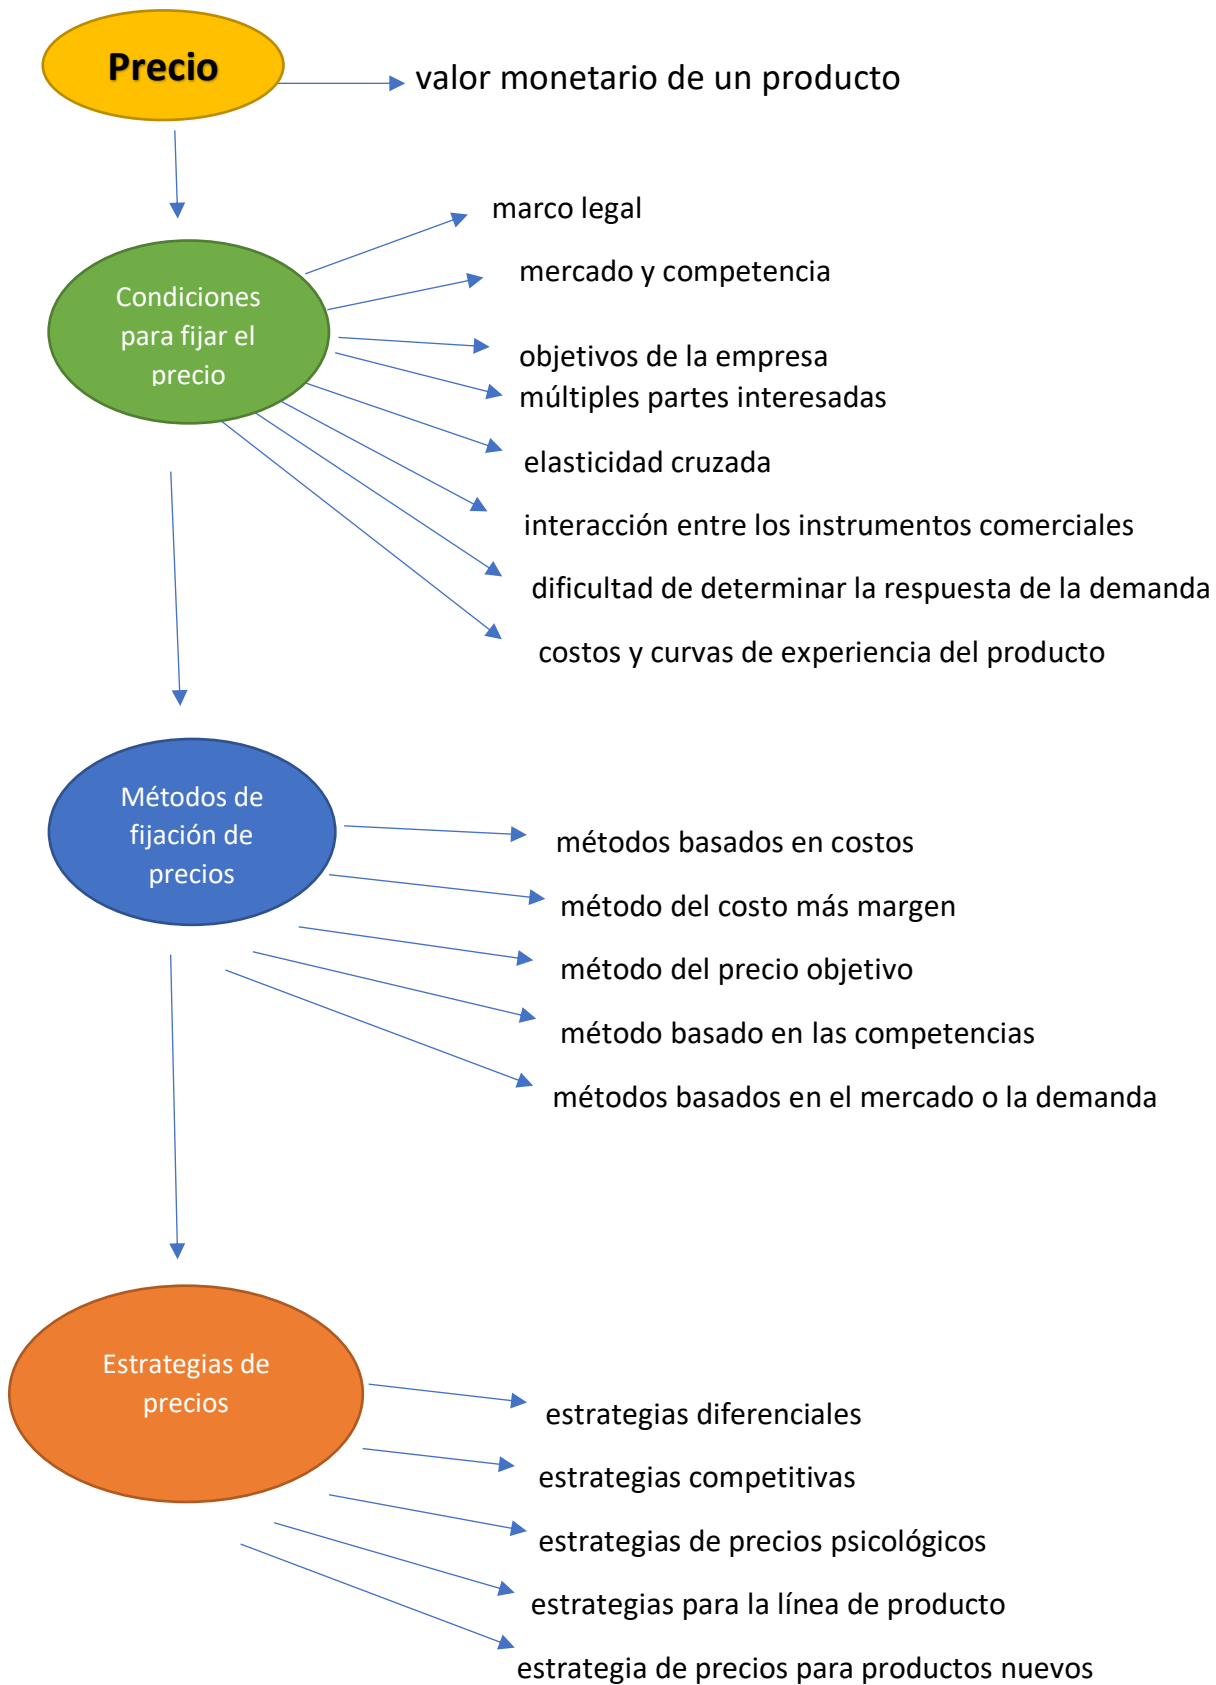 Precio
valor monetario de un producto
marco legal
mercado y competencia
Condiciones
para fijar el
precio
objetivos de la empresa
múltiples partes interesadas
elasticidad cruzada
interacción entre los instrumentos comerciales
dificultad de determinar la respuesta de la demanda
costos y curvas de experiencia del producto
Métodos de
fijación de
precios
métodos basados en costos
método del costo más margen
método del precio objetivo
método basado en las competencias
métodos basados en el mercado o la demanda
Estrategias de
precios
estrategias diferenciales
estrategias competitivas
estrategias de precios psicológicos
estrategias para la línea de producto
estrategia de precios para productos nuevos